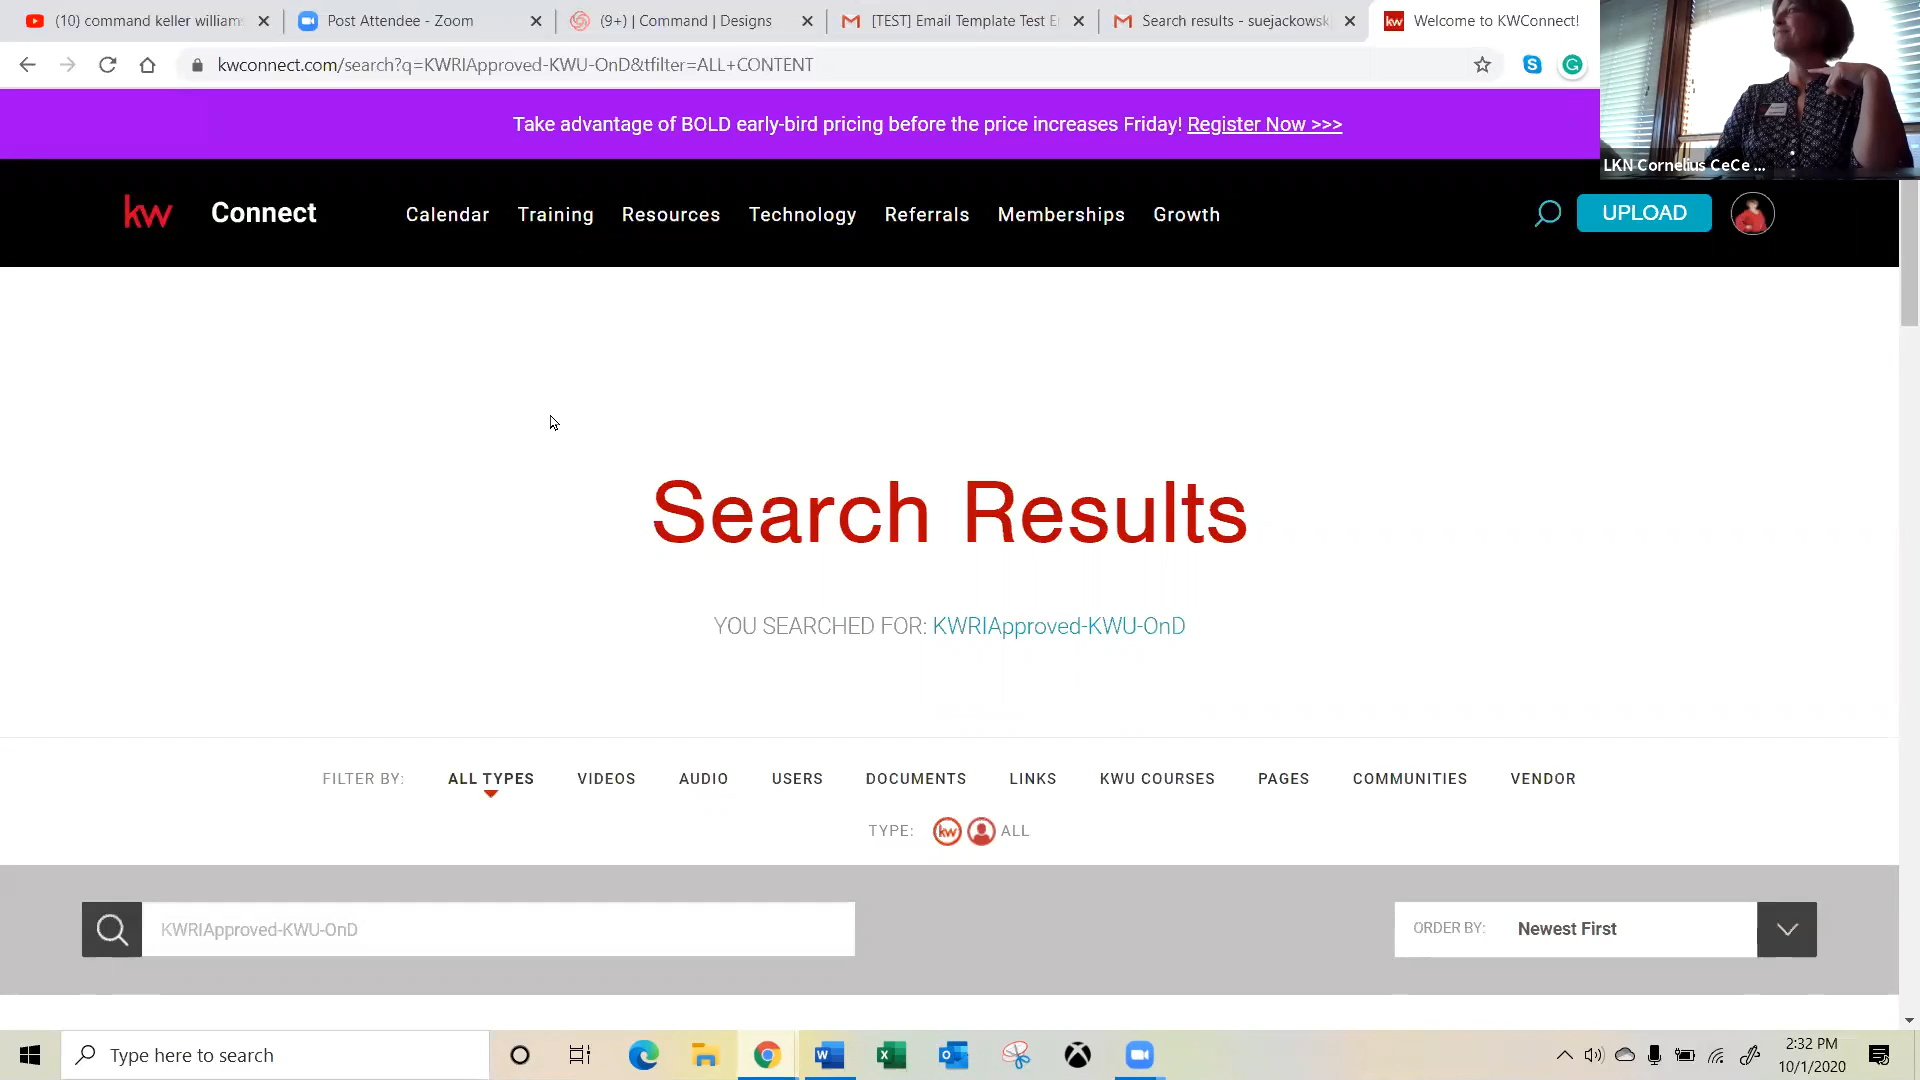 (10) command keller william
Post Attendee - Zoom
(9+) | Command | Designs
[TEST] Email Template Test E
Search results - suejackowsk
kw Welcome to KWConnect!
kwconnect.com/search?q=KWRIApproved-KWU-OnD&tfilter=ALL+CONTENT
Take advantage of BOLD early-bird pricing before the price increases Friday! Register Now >>>
LKN Cornelius CeCe ...
kw Connect Calendar Training Resources Technology Referrals Memberships Growth UPLOAD
Search Results
YOU SEARCHED FOR: KWRIApproved-KWU-OnD
FILTER BY: ALL TYPES VIDEOS AUDIO USERS DOCUMENTS LINKS KWU COURSES PAGES COMMUNITIES VENDOR
TYPE: kw ALL
KWRIApproved-KWU-OnD
ORDER BY: Newest First
Type here to search
2:32 PM
10/1/2020